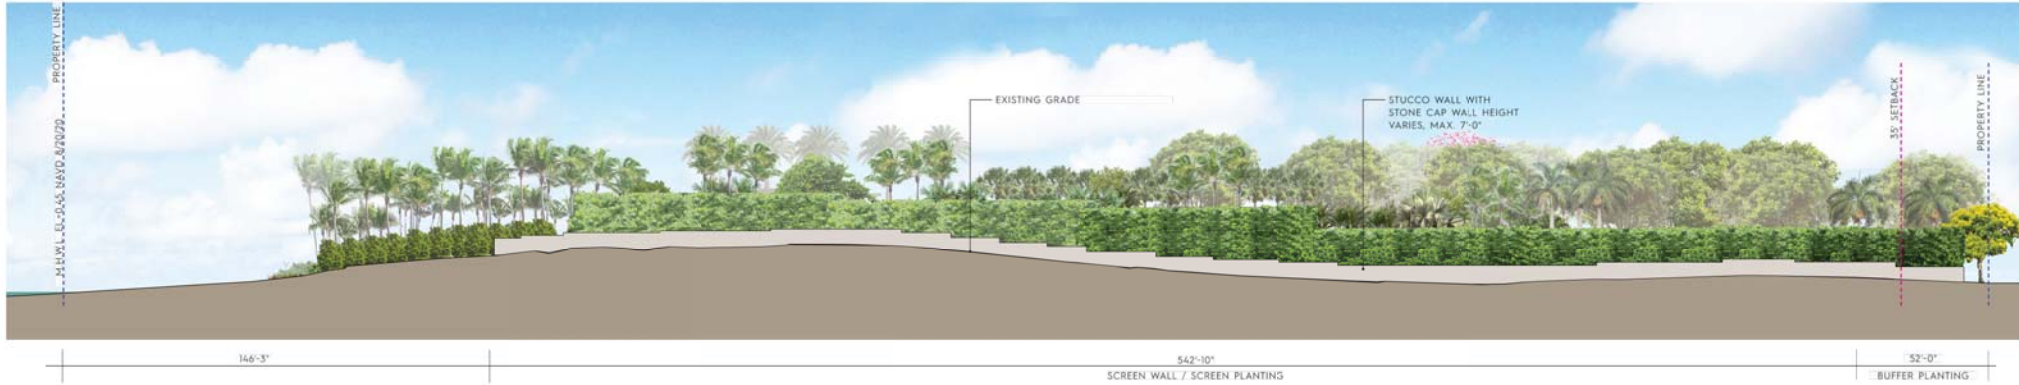 PROPERTY LINE
M.H.W.L. EL.-0.45 NAVD 8/20/20
EXISTING GRADE
STUCCO WALL WITH
STONE CAP WALL HEIGHT
VARIES, MAX. 7'-0"
35' SETBACK
PROPERTY LINE
146'-3"
542'-10"
52'-0"
SCREEN WALL / SCREEN PLANTING
BUFFER PLANTING